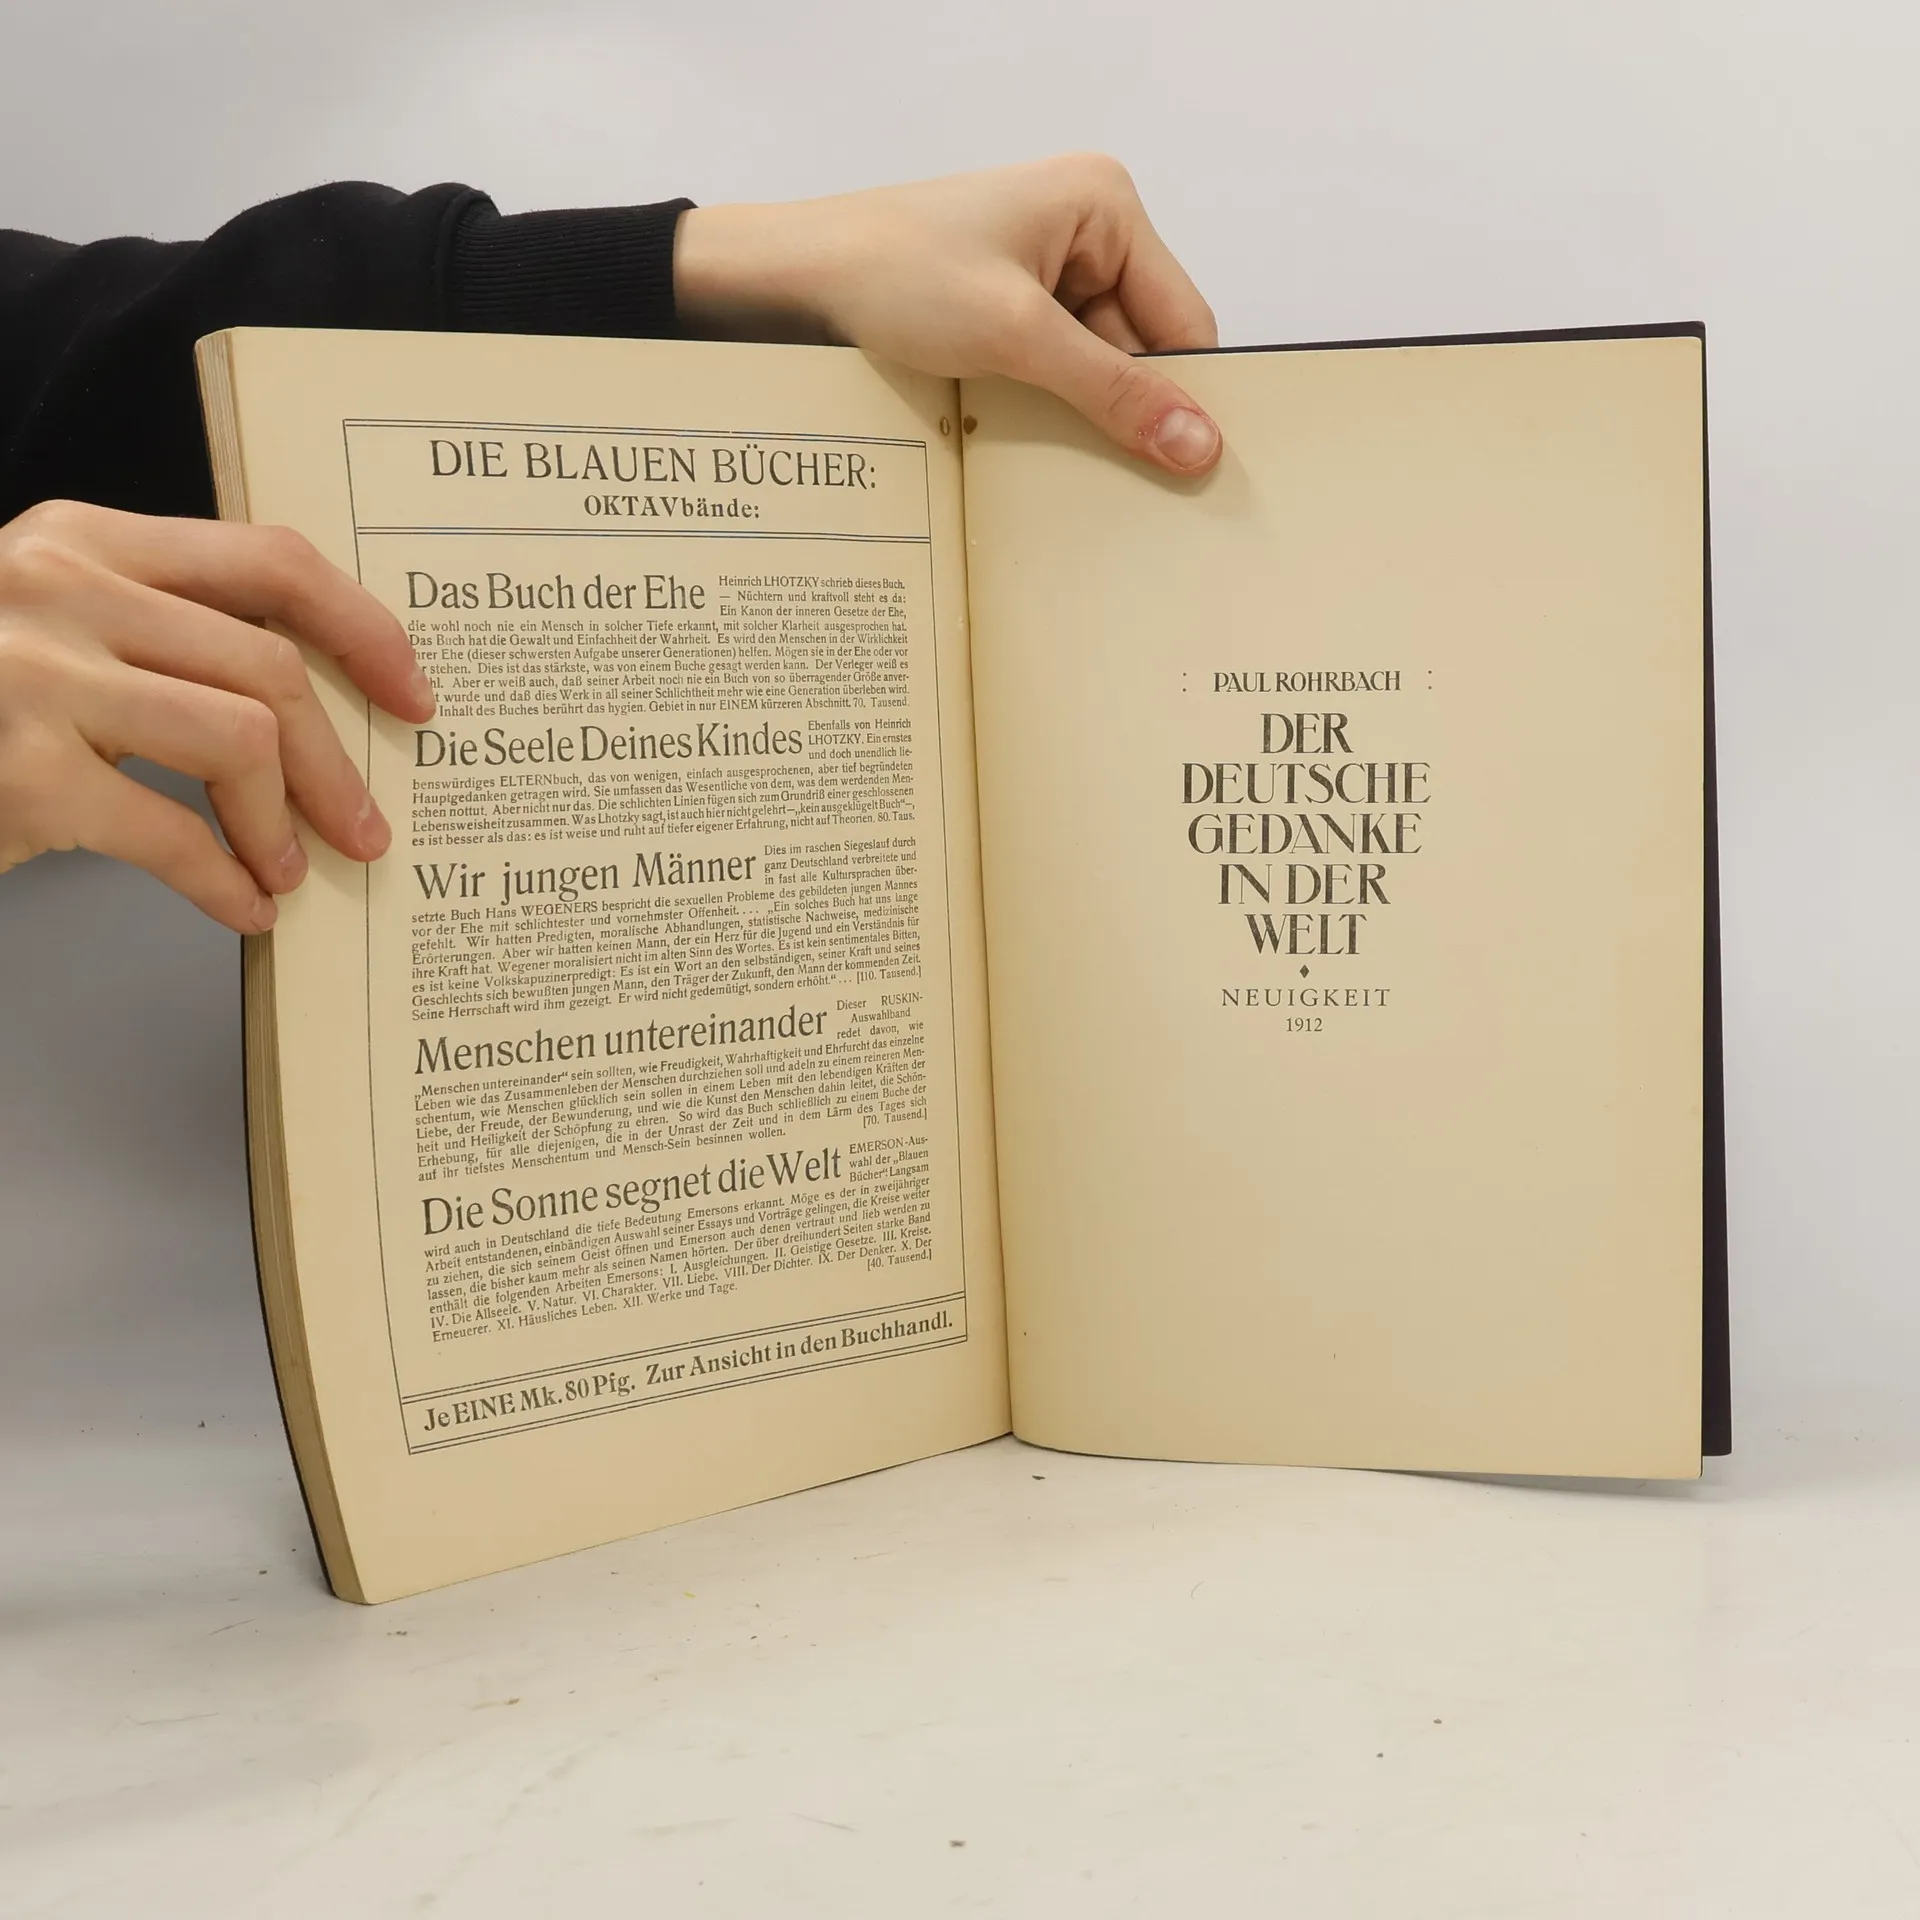 DIE BLAUEN BÜCHER:
OKTAVbände:
Das Buch der Ehe
Heinrich LHOTZKY schrieb dieses Buch.
— Nüchtern und kraftvoll steht es da:
Ein Kanon der inneren Gesetze der Ehe,
die wohl noch nie ein Mensch in solcher Tiefe erkannt, mit solcher Klarheit ausgesprochen hat.
Das Buch hat die Gewalt und Einfachheit der Wahrheit. Es wird den Menschen in der Wirklichkeit
ihrer Ehe (dieser schwersten Aufgabe unserer Generationen) helfen. Mögen sie in der Ehe oder vor
stehen. Dies ist das stärkste, was von einem Buche gesagt werden kann. Der Verleger weiß es
Aber er weiß auch, daß seiner Arbeit noch nie ein Buch von so überragender Größe anver-
t wurde und daß dies Werk in all seiner Schlichtheit mehr wie eine Generation überleben wird.
Inhalt des Buches berührt das hygien. Gebiet in nur EINEM kürzeren Abschnitt. 70. Tausend.
Die Seele Deines Kindes
Ebenfalls von Heinrich
LHOTZKY. Ein ernstes
und doch unendlich lie-
benswürdiges ELTERNbuch, das von wenigen, einfach ausgesprochenen, aber tief begründeten
Hauptgedanken getragen wird. Sie umfassen das Wesentliche von dem, was dem werdenden Men-
schen nottut. Aber nicht nur das. Die schlichten Linien fügen sich zum Grundriß einer geschlossenen
Lebensweisheit zusammen. Was Lhotzky sagt, ist auch hier nicht gelehrt—„kein ausgeklügelt Buch“—,
es ist besser als das: es ist weise und ruht auf tiefer eigener Erfahrung, nicht auf Theorien. 80. Taus.
Wir jungen Männer
Dies im raschen Siegeslauf durch
ganz Deutschland verbreitete und
in fast alle Kultursprachen über-
setzte Buch Hans WEGENERS bespricht die sexuellen Probleme des gebildeten jungen Mannes
vor der Ehe mit schlichtester und vornehmster Offenheit.... „Ein solches Buch hat uns lange
gefehlt. Wir hatten Predigten, moralische Abhandlungen, statistische Nachweise, medizinische
Erörterungen. Aber wir hatten keinen Mann, der ein Herz für die Jugend und ein Verständnis für
ihre Kraft hat. Wegener moralisiert nicht im alten Sinn des Wortes. Es ist kein sentimentales Bitten,
es ist keine Volkskapuzinerpredigt: Es ist ein Wort an den selbständigen, seiner Kraft und seines
Geschlechts sich bewußten jungen Mann, den Träger der Zukunft, den Mann der kommenden Zeit.
Seine Herrschaft wird ihm gezeigt. Er wird nicht gedemütigt, sondern erhöht.“... [110. Tausend.]
Menschen untereinander
Dieser RUSKIN-
Auswahlband
redet davon, wie
„Menschen untereinander“ sein sollten, wie Freudigkeit, Wahrhaftigkeit und Ehrfurcht das einzelne
Leben wie das Zusammenleben der Menschen durchziehen soll und adeln zu einem reineren Men-
schentum, wie Menschen glücklich sein sollen in einem Leben mit den lebendigen Kräften der
Liebe, der Freude, der Bewunderung, und wie die Kunst den Menschen dahin leitet, die Schön-
heit und Heiligkeit der Schöpfung zu ehren. So wird das Buch schließlich zu einem Buche der
Erhebung, für alle diejenigen, die in der Unrast der Zeit und in dem Lärm des Tages sich
auf ihr tiefstes Menschentum und Mensch-Sein besinnen wollen. [70. Tausend.]
Die Sonne segnet die Welt
EMERSON-Aus-
wahl der „Blauen
Bücher“. Langsam
wird auch in Deutschland die tiefe Bedeutung Emersons erkannt. Möge es der in zweijähriger
Arbeit entstandenen, einbändigen Auswahl seiner Essays und Vorträge gelingen, die Kreise weiter
zu ziehen, die sich seinem Geist öffnen und Emerson auch denen vertraut und lieb werden zu
lassen, die bisher kaum mehr als seinen Namen hörten. Der über dreihundert Seiten starke Band
enthält die folgenden Arbeiten Emersons: I. Ausgleichungen. II. Geistige Gesetze. III. Kreise.
IV. Die Allseele. V. Natur. VI. Charakter. VII. Liebe. VIII. Der Dichter. IX. Der Denker. X. Der
Erneuerer. XI. Häusliches Leben. XII. Werke und Tage. [40. Tausend.]
Je EINE Mk. 80 Pfg. Zur Ansicht in den Buchhandl.
: PAUL ROHRBACH :
DER
DEUTSCHE
GEDANKE
IN DER
WELT
NEUIGKEIT
1912